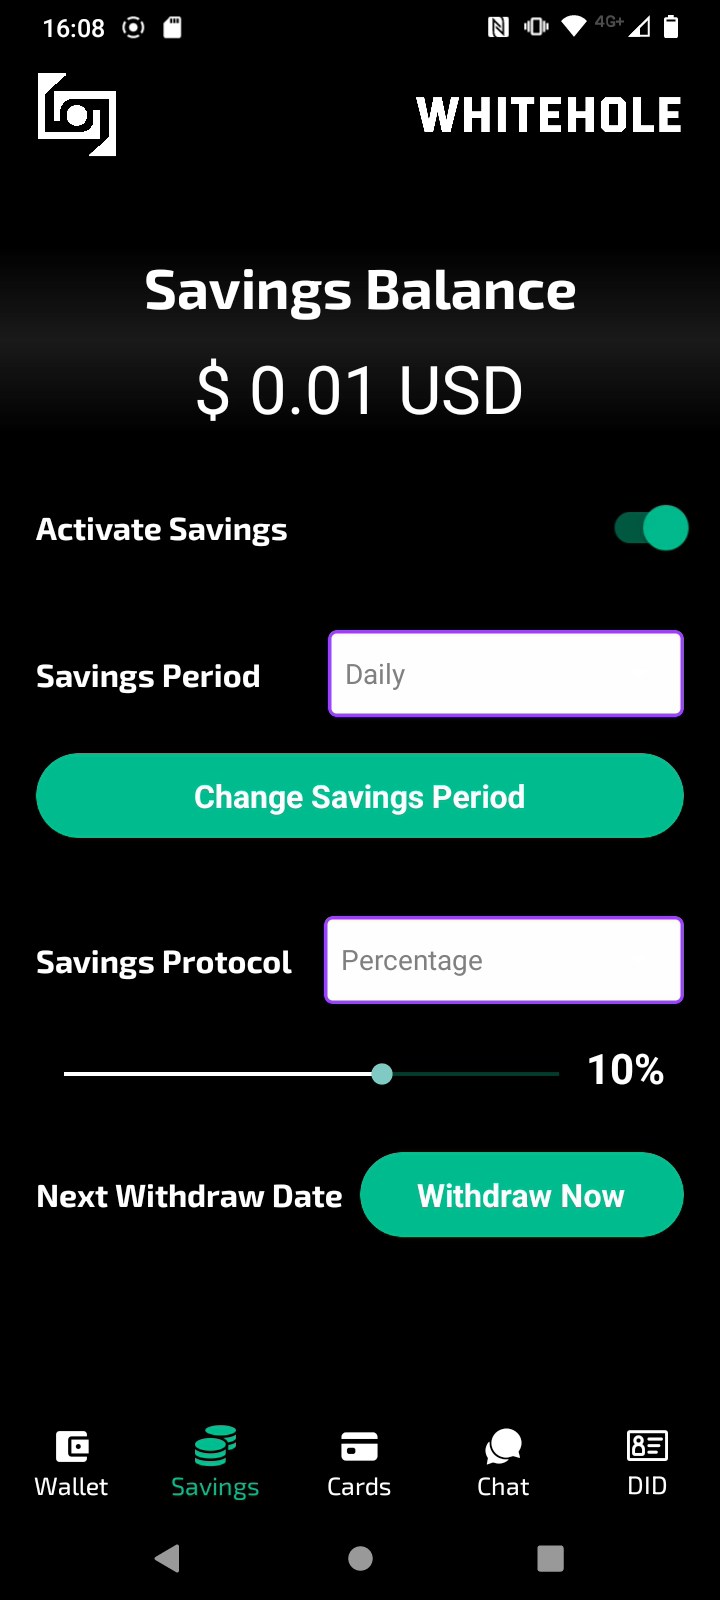 16:08
4G+
WHITEHOLE
Savings Balance
$ 0.01 USD
Activate Savings
Savings Period
Daily
Change Savings Period
Savings Protocol
Percentage
10%
Next Withdraw Date
Withdraw Now
Wallet
Savings
Cards
Chat
DID